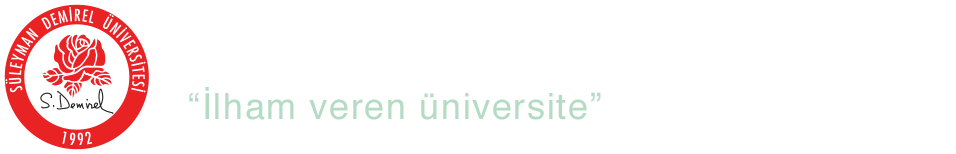 SÜLEYMAN DEMİREL ÜNİVERSİTESİ
S. Demirel
1992
“İlham veren üniversite”